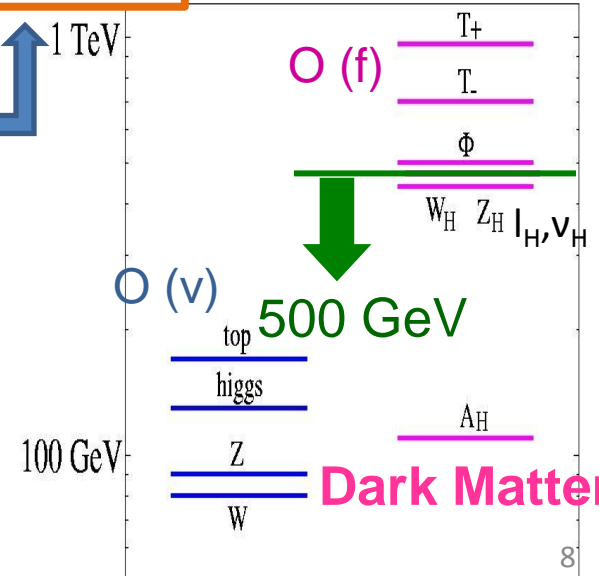 1 TeV
T+
O (f)
T-
Φ
W_H Z_H l_H,ν_H
O (v)
500 GeV
top
higgs
A_H
100 GeV
Z
Dark Matter
W
8